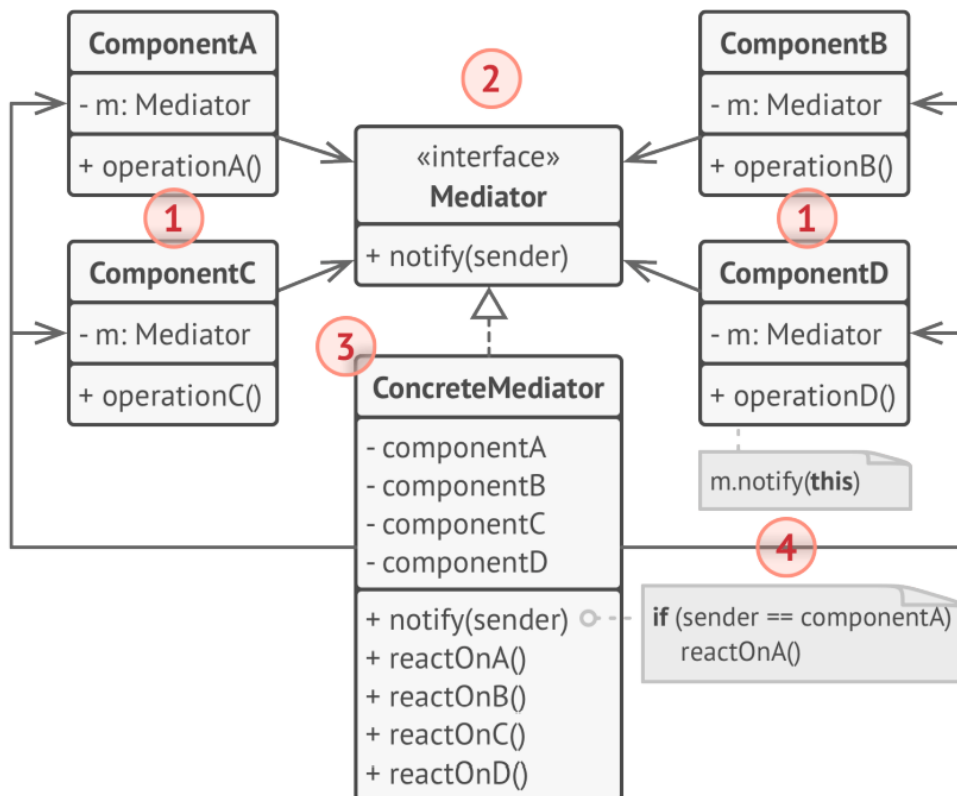 ComponentA
- m: Mediator
+ operationA()
1
ComponentC
- m: Mediator
+ operationC()
2
«interface»
Mediator
+ notify(sender)
ComponentB
- m: Mediator
+ operationB()
1
ComponentD
- m: Mediator
+ operationD()
m.notify(this)
3
ConcreteMediator
- componentA
- componentB
- componentC
- componentD
+ notify(sender)
+ reactOnA()
+ reactOnB()
+ reactOnC()
+ reactOnD()
4
if (sender == componentA)
reactOnA()